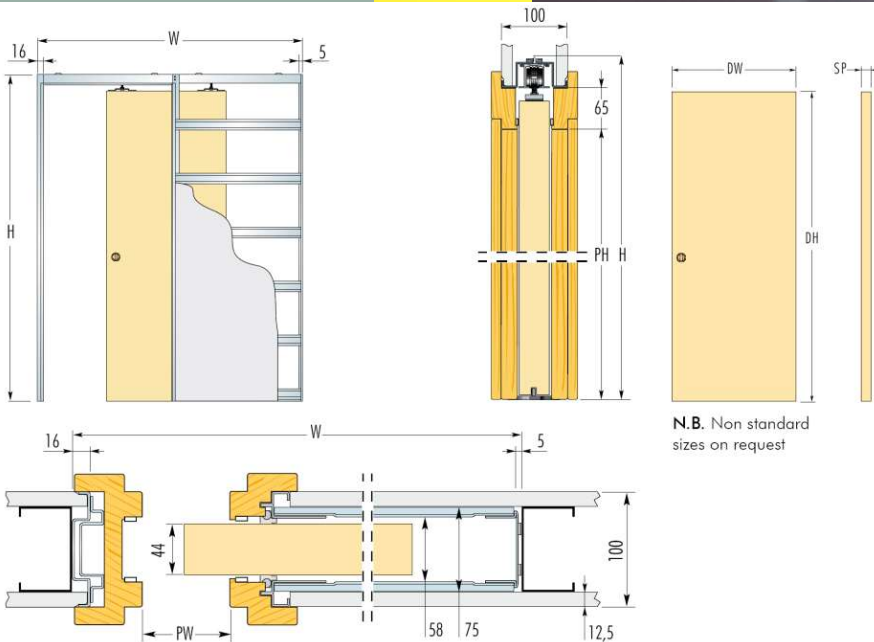 W
16
5
H
100
65
PH
H
DW
SP
DH
N.B. Non standard
sizes on request
W
16
5
44
100
PW
58
75
12,5